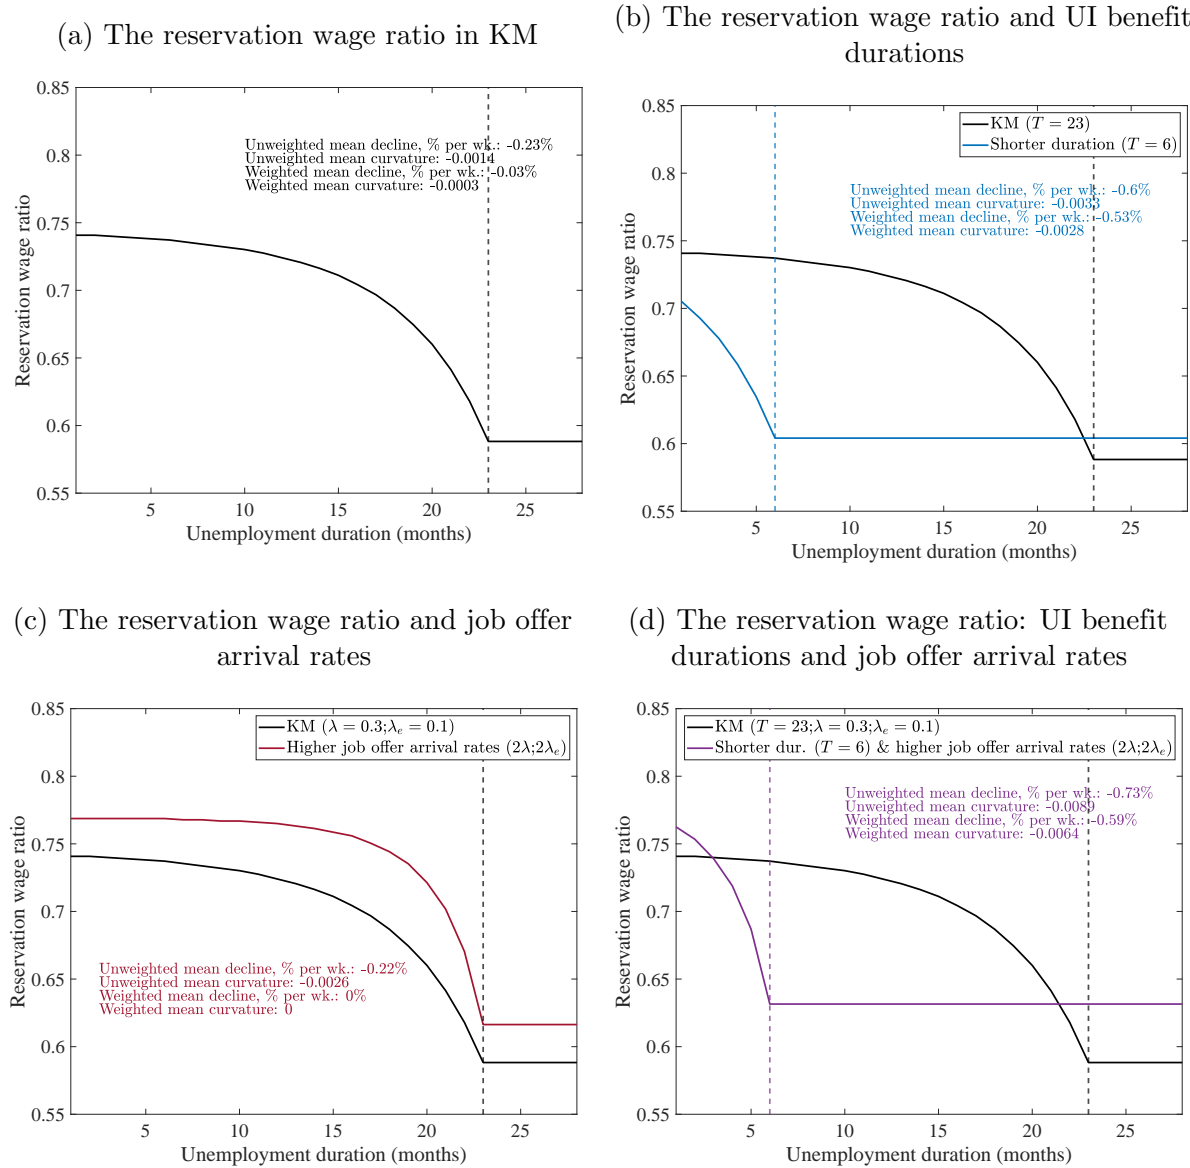 (a) The reservation wage ratio in KM
0.85
0.8
0.75
0.7
0.65
0.6
0.55
Reservation wage ratio
Unweighted mean decline, % per wk.: -0.23%
Unweighted mean curvature: -0.0014
Weighted mean decline, % per wk.: -0.03%
Weighted mean curvature: -0.0003
5 10 15 20 25
Unemployment duration (months)
(b) The reservation wage ratio and UI benefit
durations
0.85
0.8
0.75
0.7
0.65
0.6
0.55
Reservation wage ratio
KM (T = 23)
Shorter duration (T = 6)
Unweighted mean decline, % per wk.: -0.6%
Unweighted mean curvature: -0.0033
Weighted mean decline, % per wk.: -0.53%
Weighted mean curvature: -0.0028
5 10 15 20 25
Unemployment duration (months)
(c) The reservation wage ratio and job offer
arrival rates
0.85
0.8
0.75
0.7
0.65
0.6
0.55
Reservation wage ratio
KM (λ = 0.3;λe = 0.1)
Higher job offer arrival rates (2λ;2λe)
Unweighted mean decline, % per wk.: -0.22%
Unweighted mean curvature: -0.0026
Weighted mean decline, % per wk.: 0%
Weighted mean curvature: 0
5 10 15 20 25
Unemployment duration (months)
(d) The reservation wage ratio: UI benefit
durations and job offer arrival rates
0.85
0.8
0.75
0.7
0.65
0.6
0.55
Reservation wage ratio
KM (T = 23;λ = 0.3;λe = 0.1)
Shorter dur. (T = 6) & higher job offer arrival rates (2λ;2λe)
Unweighted mean decline, % per wk.: -0.73%
Unweighted mean curvature: -0.0089
Weighted mean decline, % per wk.: -0.59%
Weighted mean curvature: -0.0064
5 10 15 20 25
Unemployment duration (months)